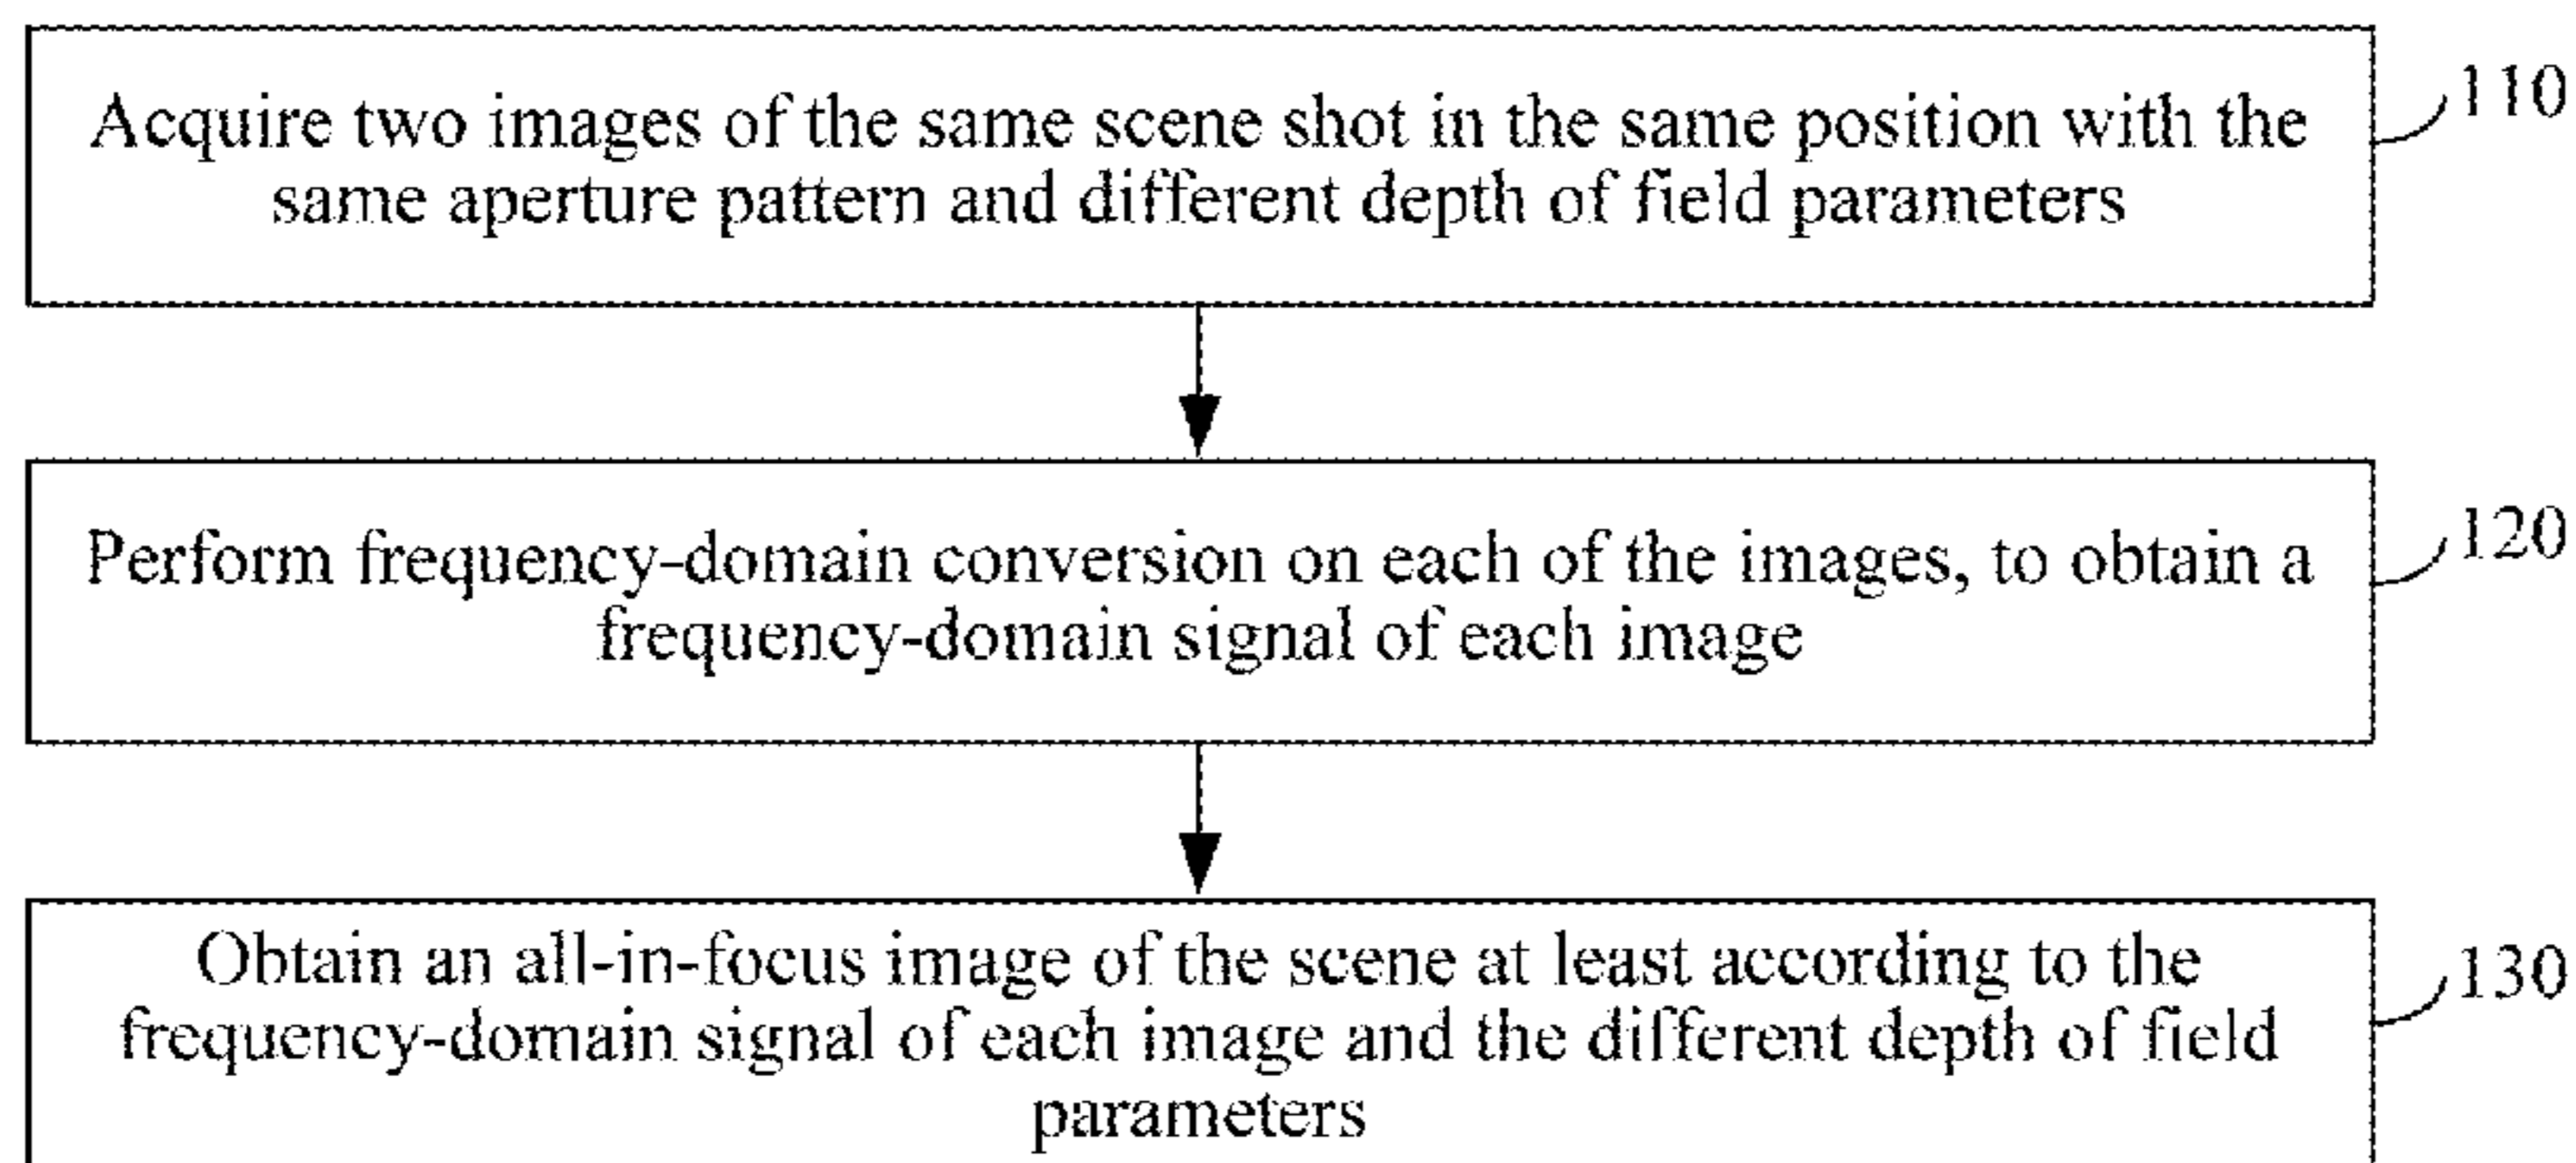 Acquire two images of the same scene shot in the same position with the
same aperture pattern and different depth of field parameters
110
Perform frequency-domain conversion on each of the images, to obtain a
frequency-domain signal of each image
120
Obtain an all-in-focus image of the scene at least according to the
frequency-domain signal of each image and the different depth of field
parameters
130